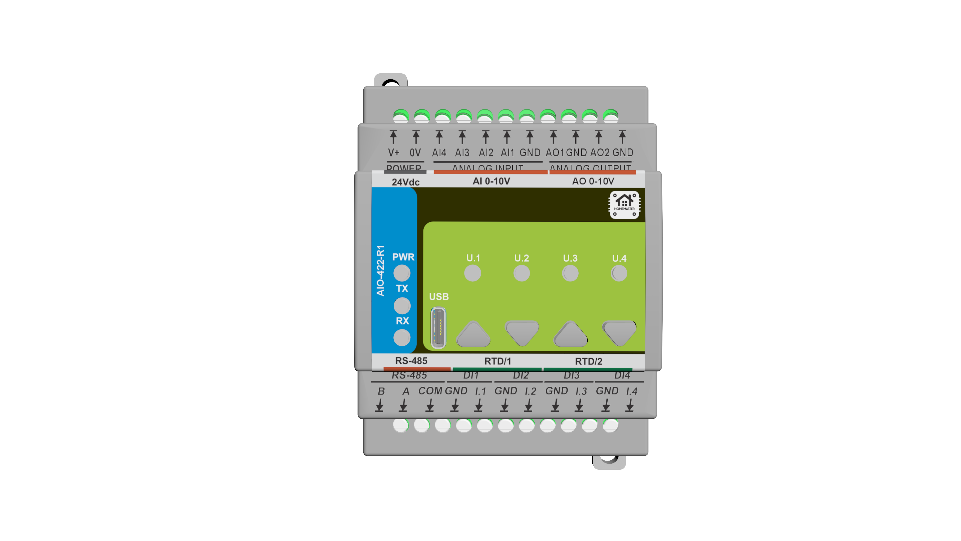 V+ 0V AI4 AI3 AI2 AI1 GND AO1 GND AO2 GND
POWER ANALOG INPUT ANALOG OUTPUT
24Vdc AI 0-10V AO 0-10V
HOMEMASTER
AIO-422-R1
PWR U.1 U.2 U.3 U.4
TX
USB
RX
RS-485 RTD/1 RTD/2
RS-485 DI1 DI2 DI3 DI4
B A COM GND I.1 GND I.2 GND I.3 GND I.4